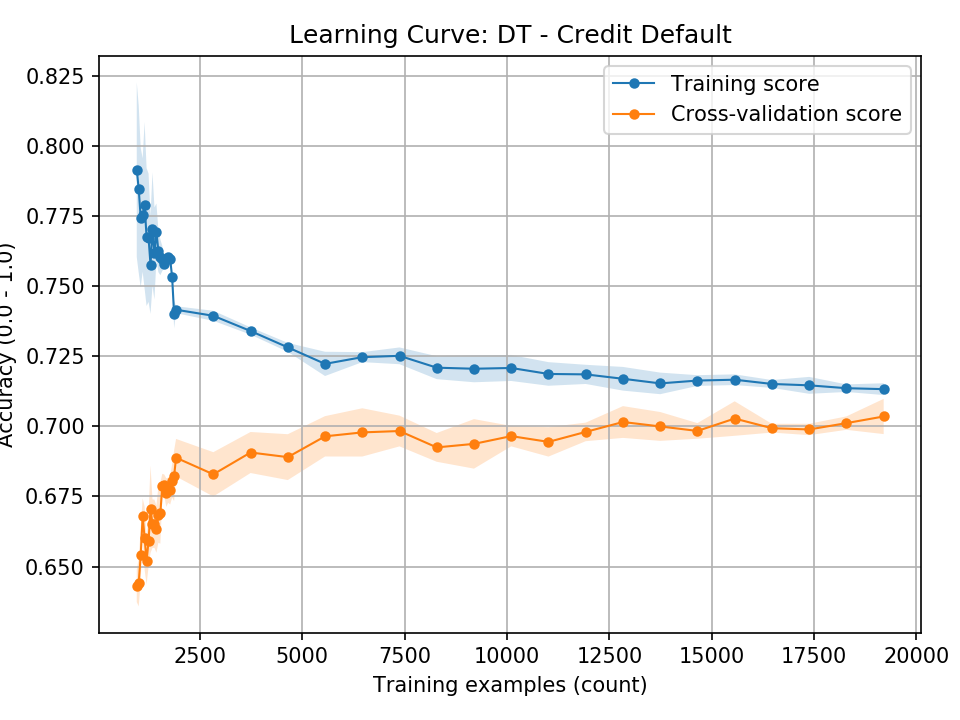 Learning Curve: DT - Credit Default
Training score
Cross-validation score
0.825
0.800
0.775
0.750
0.725
0.700
0.675
0.650
Accuracy (0.0 - 1.0)
2500 5000 7500 10000 12500 15000 17500 20000
Training examples (count)